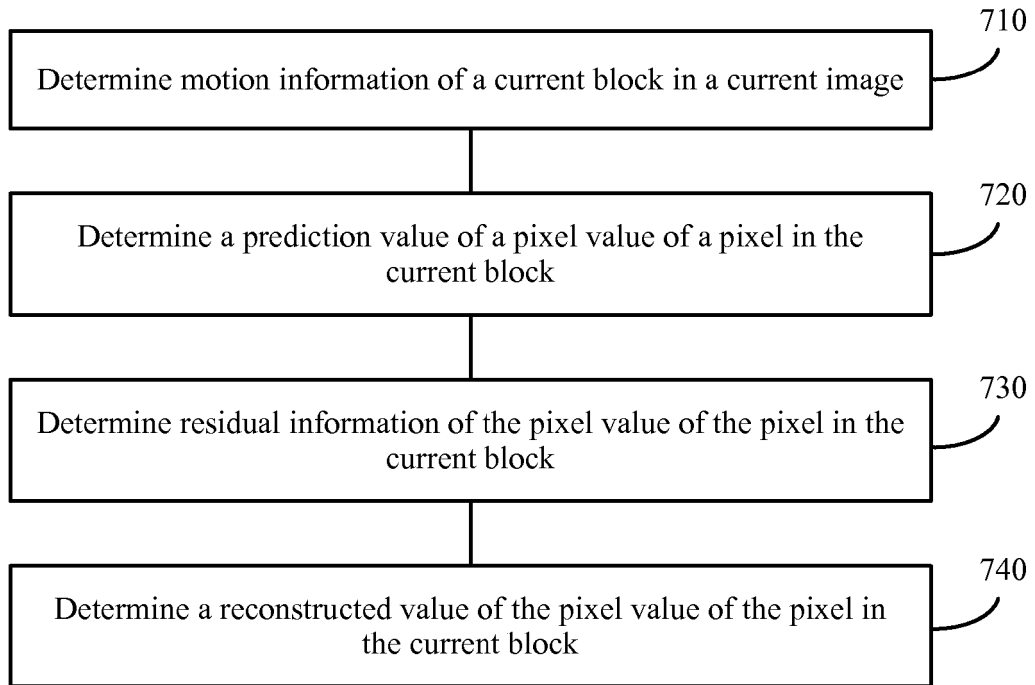 710
Determine motion information of a current block in a current image
720
Determine a prediction value of a pixel value of a pixel in the
current block
730
Determine residual information of the pixel value of the pixel in the
current block
740
Determine a reconstructed value of the pixel value of the pixel in
the current block